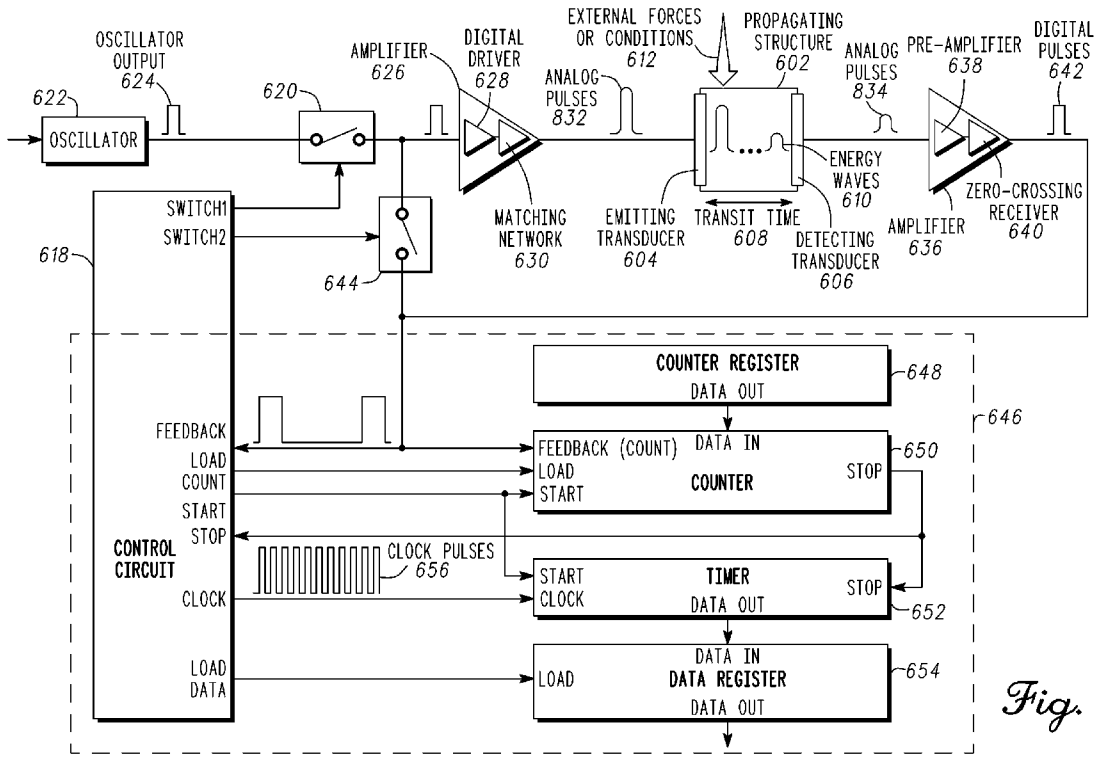 OSCILLATOR
OUTPUT
624
622
OSCILLATOR
620
AMPLIFIER
626
DIGITAL
DRIVER
628
MATCHING
NETWORK
630
ANALOG
PULSES
832
EXTERNAL FORCES
OR CONDITIONS
612
PROPAGATING
STRUCTURE
602
ENERGY
WAVES
610
EMITTING
TRANSDUCER
604
TRANSIT TIME
608
DETECTING
TRANSDUCER
606
ANALOG
PULSES
834
PRE-AMPLIFIER
638
DIGITAL
PULSES
642
AMPLIFIER
636
ZERO-CROSSING
RECEIVER
640
618
SWITCH1
SWITCH2
644
646
FEEDBACK
LOAD
COUNT
START
STOP
CONTROL
CIRCUIT
CLOCK
LOAD
DATA
CLOCK PULSES
656
COUNTER REGISTER
DATA OUT
648
DATA IN
FEEDBACK (COUNT)
LOAD
START
COUNTER
STOP
650
START
CLOCK
TIMER
DATA OUT
STOP
652
DATA IN
LOAD
DATA REGISTER
DATA OUT
654
Fig.